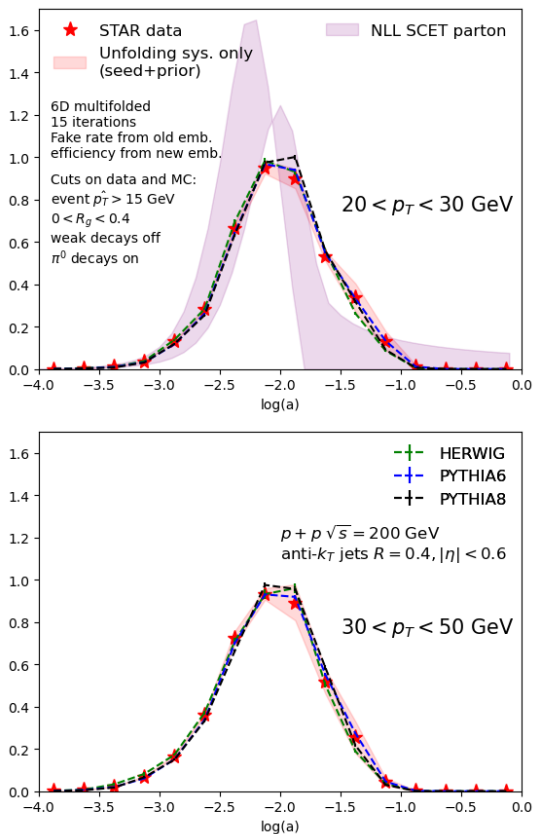 STAR data
Unfolding sys. only
(seed+prior)
NLL SCET parton
6D multifolded
15 iterations
Fake rate from old emb.
efficiency from new emb.
Cuts on data and MC:
event $\hat{p_T}$ > 15 GeV
0 < $R_g$ < 0.4
weak decays off
$\pi^0$ decays on
20 < $p_T$ < 30 GeV
1.6
1.4
1.2
1.0
0.8
0.6
0.4
0.2
0.0
−4.0 −3.5 −3.0 −2.5 −2.0 −1.5 −1.0 −0.5 0.0
log(a)
HERWIG
PYTHIA6
PYTHIA8
p + p $\sqrt{s}$ = 200 GeV
anti-$k_T$ jets R = 0.4, |η| < 0.6
30 < $p_T$ < 50 GeV
1.6
1.4
1.2
1.0
0.8
0.6
0.4
0.2
0.0
−4.0 −3.5 −3.0 −2.5 −2.0 −1.5 −1.0 −0.5 0.0
log(a)